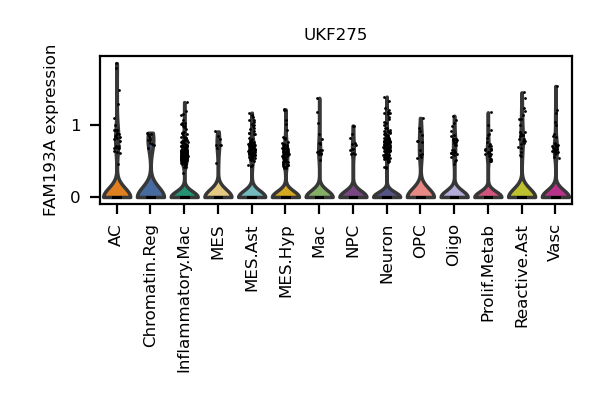 UKF275
FAM193A expression
1
0
AC
Chromatin.Reg
Inflammatory.Mac
MES
MES.Ast
MES.Hyp
Mac
NPC
Neuron
OPC
Oligo
Prolif.Metab
Reactive.Ast
Vasc